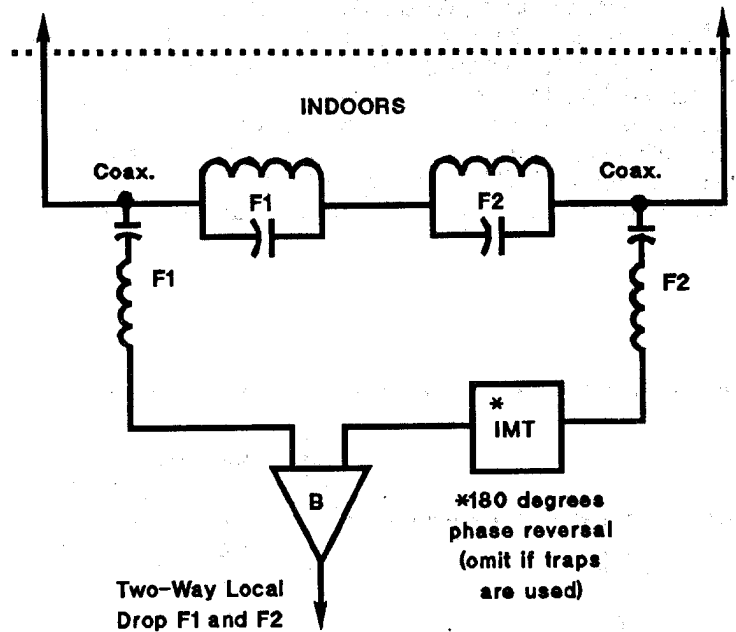 INDOORS
Coax.
Coax.
F1
F2
F1
F2
*
IMT
B
*180 degrees
phase reversal
(omit if traps
are used)
Two-Way Local
Drop F1 and F2